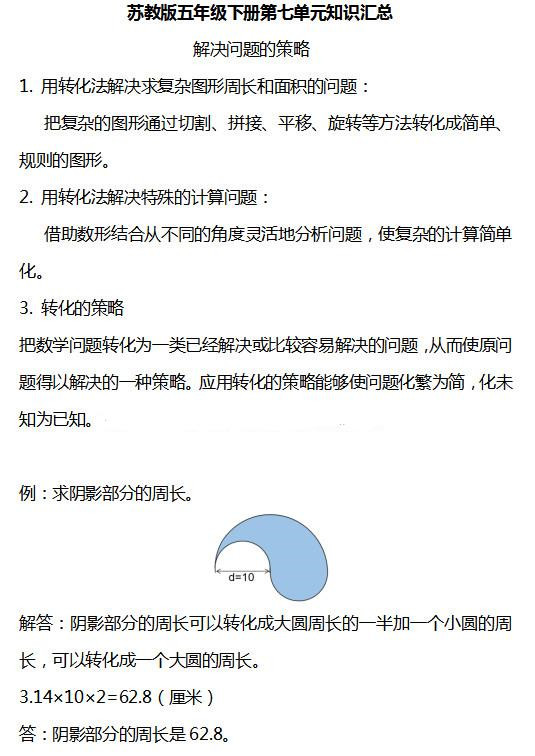 苏教版五年级下册第七单元知识汇总
解决问题的策略
1. 用转化法解决求复杂图形周长和面积的问题：
把复杂的图形通过切割、拼接、平移、旋转等方法转化成简单、
规则的图形。
2. 用转化法解决特殊的计算问题：
借助数形结合从不同的角度灵活地分析问题，使复杂的计算简单
化。
3. 转化的策略
把数学问题转化为一类已经解决或比较容易解决的问题，从而使原问
题得以解决的一种策略。应用转化的策略能够使问题化繁为简，化未
知为已知。
例：求阴影部分的周长。
d=10
解答：阴影部分的周长可以转化成大圆周长的一半加一个小圆的周
长，可以转化成一个大圆的周长。
3.14×10×2=62.8（厘米）
答：阴影部分的周长是 62.8。